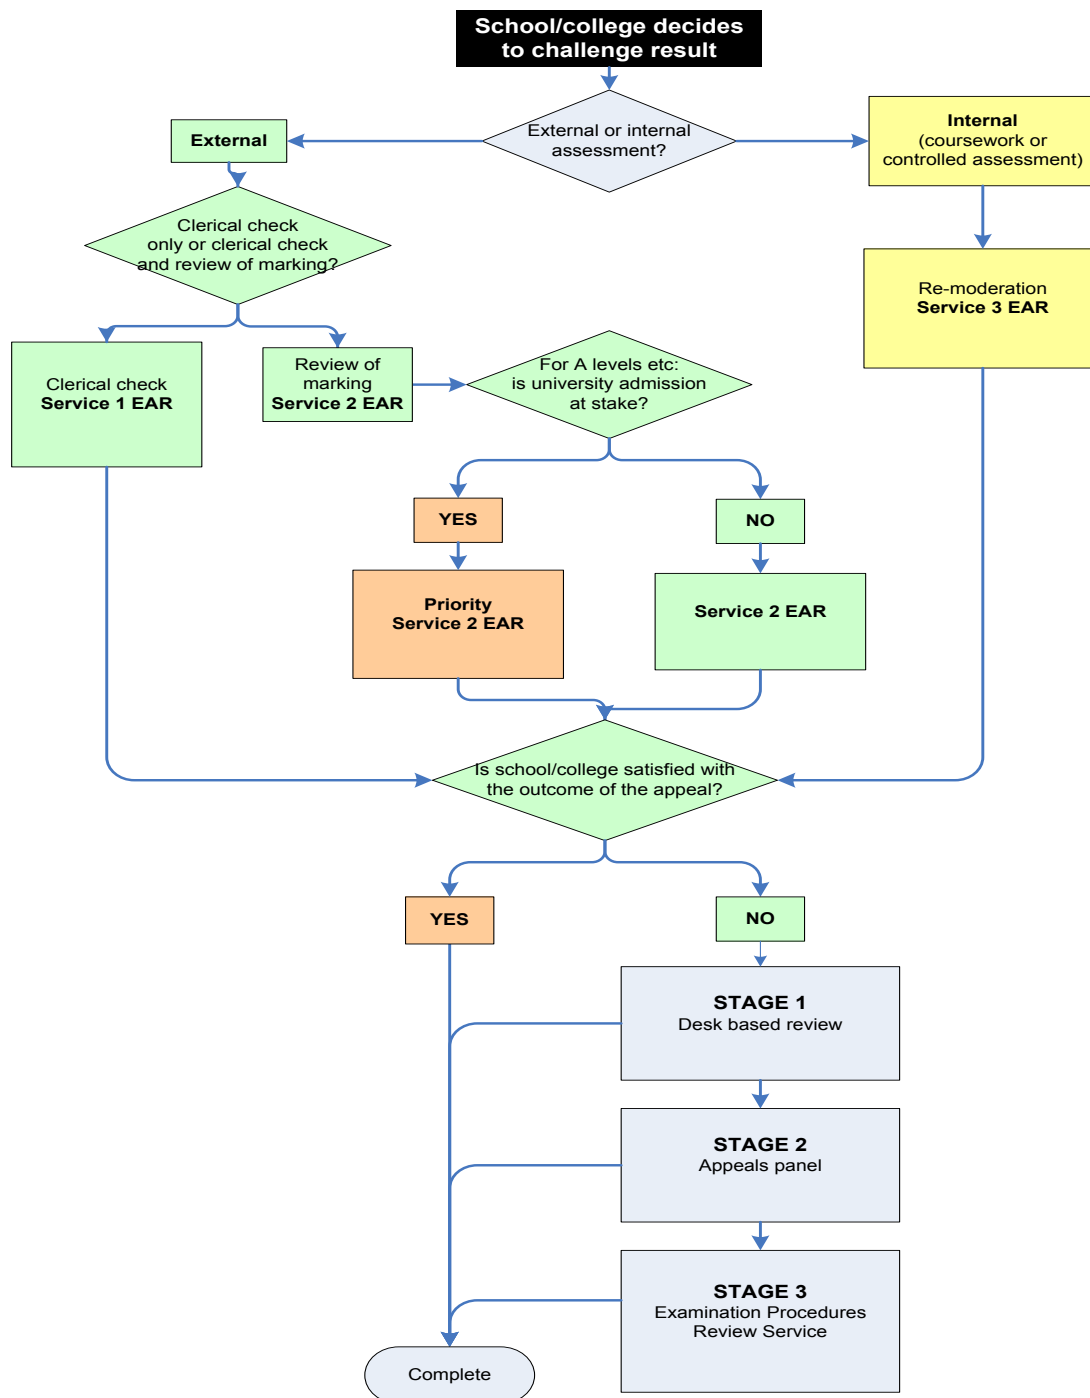 School/college decides
to challenge result
External or internal
assessment?
External
Internal
(coursework or
controlled assessment)
Clerical check
only or clerical check
and review of marking?
Re-moderation
Service 3 EAR
Clerical check
Service 1 EAR
Review of
marking
Service 2 EAR
For A levels etc:
is university admission
at stake?
YES
NO
Priority
Service 2 EAR
Service 2 EAR
Is school/college satisfied with
the outcome of the appeal?
YES
NO
STAGE 1
Desk based review
STAGE 2
Appeals panel
STAGE 3
Examination Procedures
Review Service
Complete